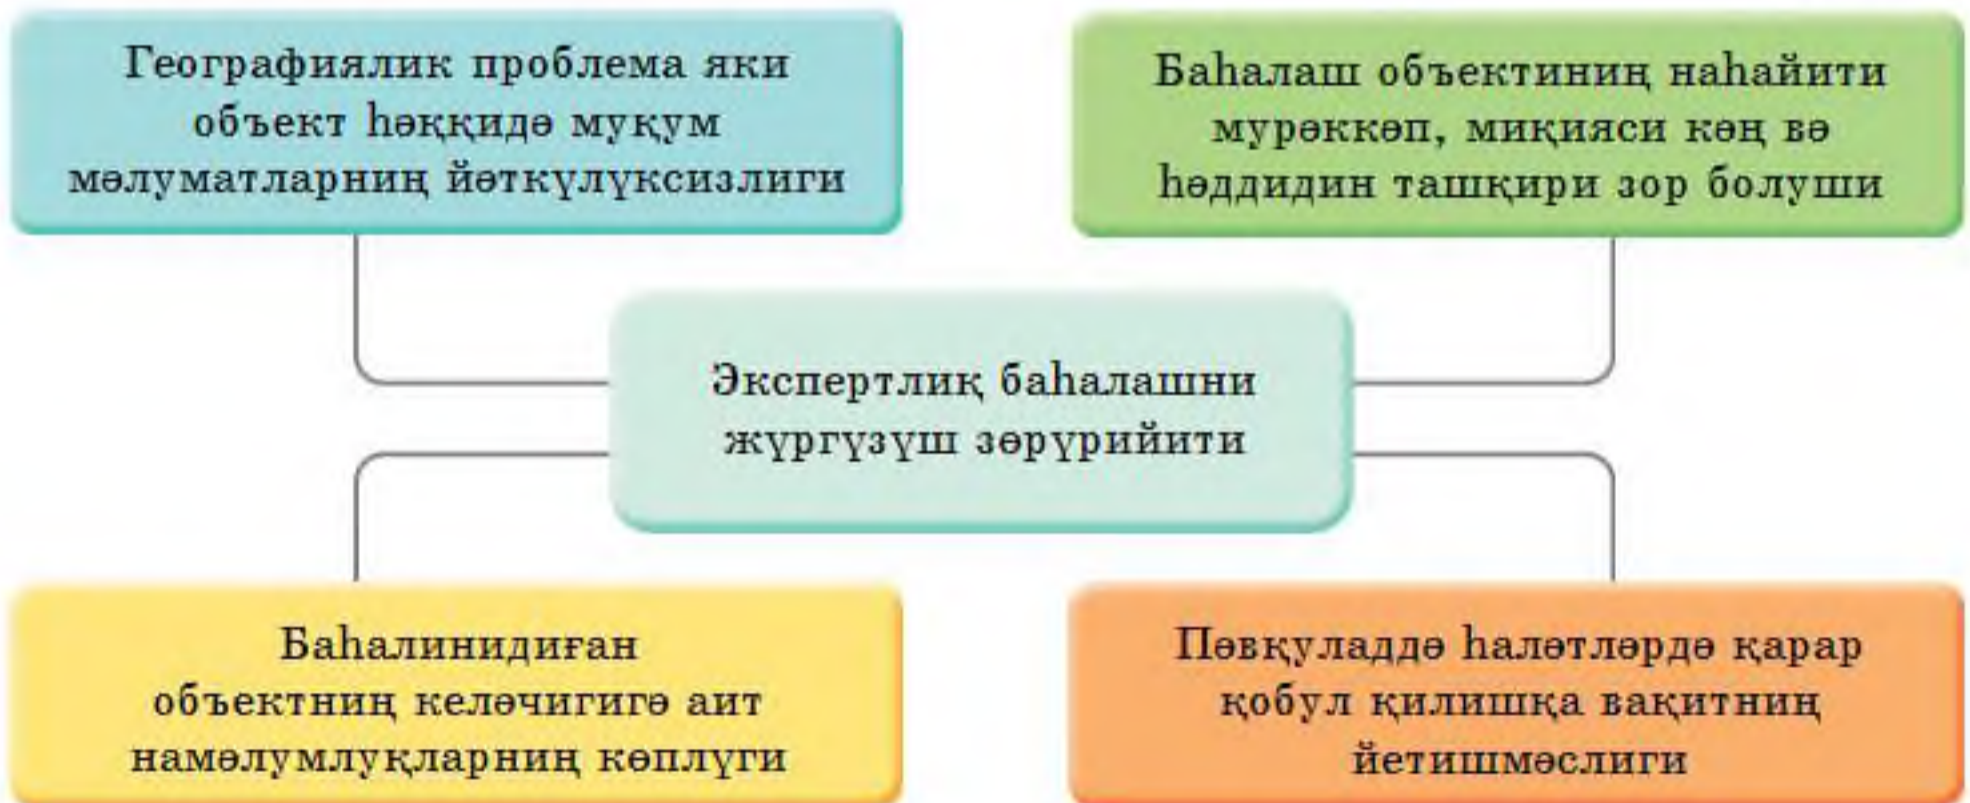 Географиялик проблема яки
объект һәққидә муқум
мәлуматларниң йәткүлүксизлиги
Баһалаш объектиниң наһайити
мурәккәп, миқияси кәң вә
һәддидин ташқири зор болуши
Экспертлиқ баһалашни
жүргүзүш зөрүрийити
Баһалинидиған
объектниң келәчигигә аит
намәлумлуқларниң көплүги
Пәвқуладдә һаләтләрдә қарар
қобул қилишқа вақитниң
йетишмәслиги